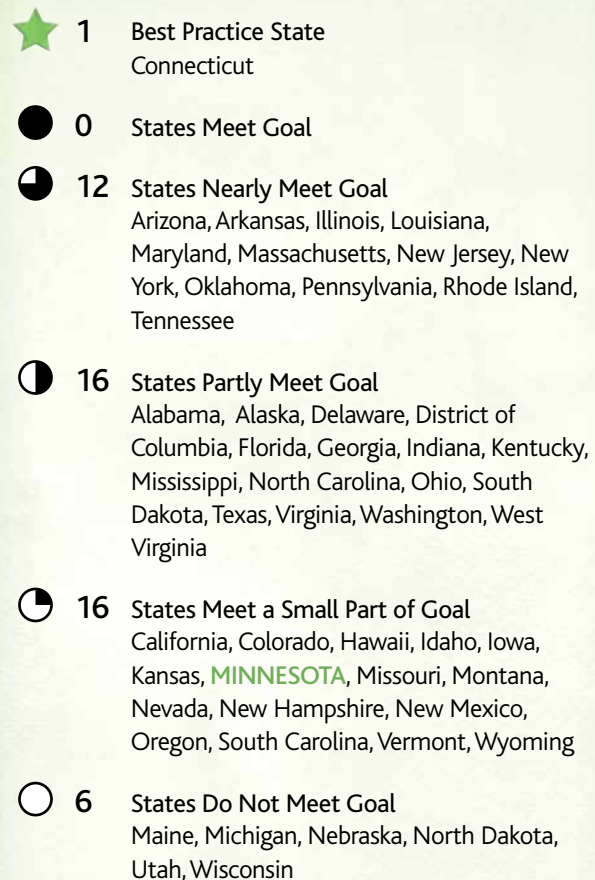 1 Best Practice State
Connecticut
0 States Meet Goal
12 States Nearly Meet Goal
Arizona, Arkansas, Illinois, Louisiana,
Maryland, Massachusetts, New Jersey, New
York, Oklahoma, Pennsylvania, Rhode Island,
Tennessee
16 States Partly Meet Goal
Alabama, Alaska, Delaware, District of
Columbia, Florida, Georgia, Indiana, Kentucky,
Mississippi, North Carolina, Ohio, South
Dakota, Texas, Virginia, Washington, West
Virginia
16 States Meet a Small Part of Goal
California, Colorado, Hawaii, Idaho, Iowa,
Kansas, MINNESOTA, Missouri, Montana,
Nevada, New Hampshire, New Mexico,
Oregon, South Carolina, Vermont, Wyoming
6 States Do Not Meet Goal
Maine, Michigan, Nebraska, North Dakota,
Utah, Wisconsin